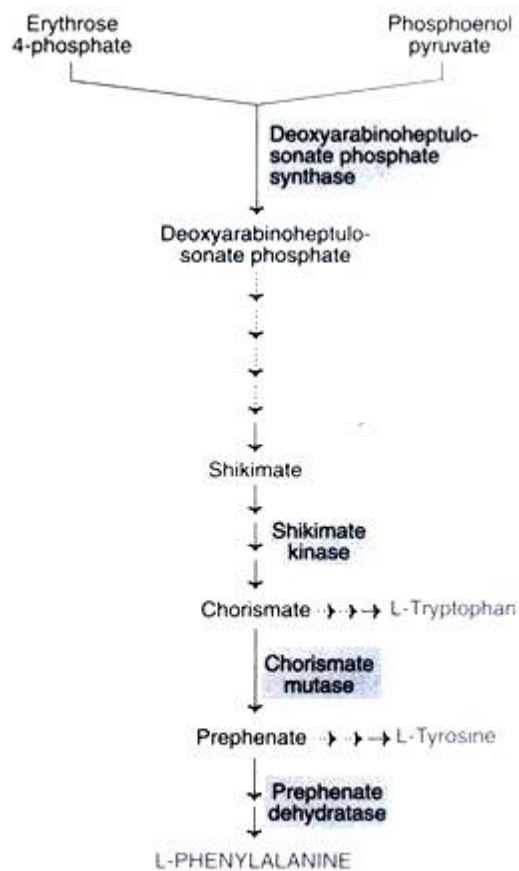 Erythrose
4-phosphate
Phosphoenol
pyruvate
Deoxyarabinoheptulo-
sonate phosphate
synthase
Deoxyarabinoheptulo-
sonate phosphate
Shikimate
Shikimate
kinase
Chorismate
L-Tryptophan
Chorismate
mutase
Prephenate
L-Tyrosine
Prephenate
dehydratase
L-PHENYLALANINE